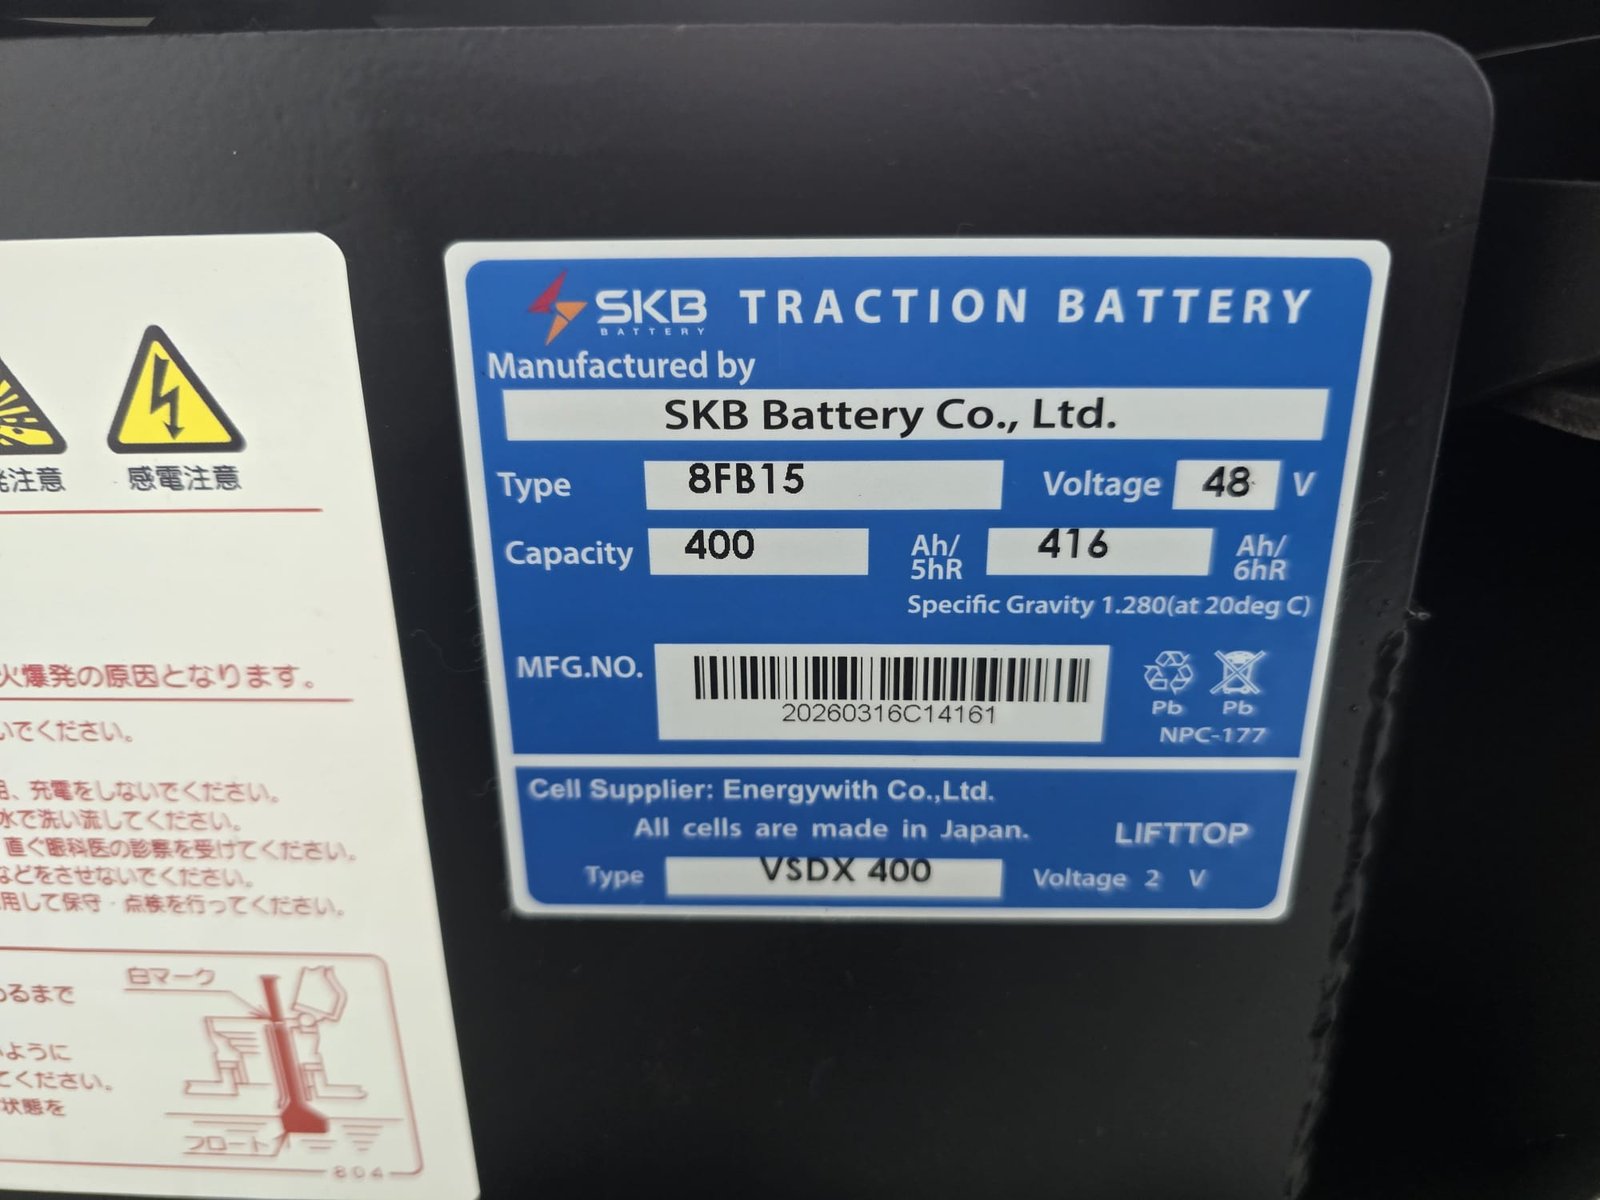 発注意
感電注意
火爆発の原因となります。
いでください。
充電をしないでください。
水で洗い流してください。
直ぐ眼科医の診察を受けてください。
などをさせないでください。
用して保守・点検を行ってください。
白マーク
るまで
ように
てください。
状態を
フロート
804
SKB
BATTERY
TRACTION BATTERY
Manufactured by
SKB Battery Co., Ltd.
Type 8FB15 Voltage 48 V
Capacity 400 Ah/5hR 416 Ah/6hR
Specific Gravity 1.280(at 20deg C)
MFG.NO.
20260316C14161
Pb Pb
NPC-177
Cell Supplier: Energywith Co.,Ltd.
All cells are made in Japan. LIFTTOP
Type VSDX 400 Voltage 2 V